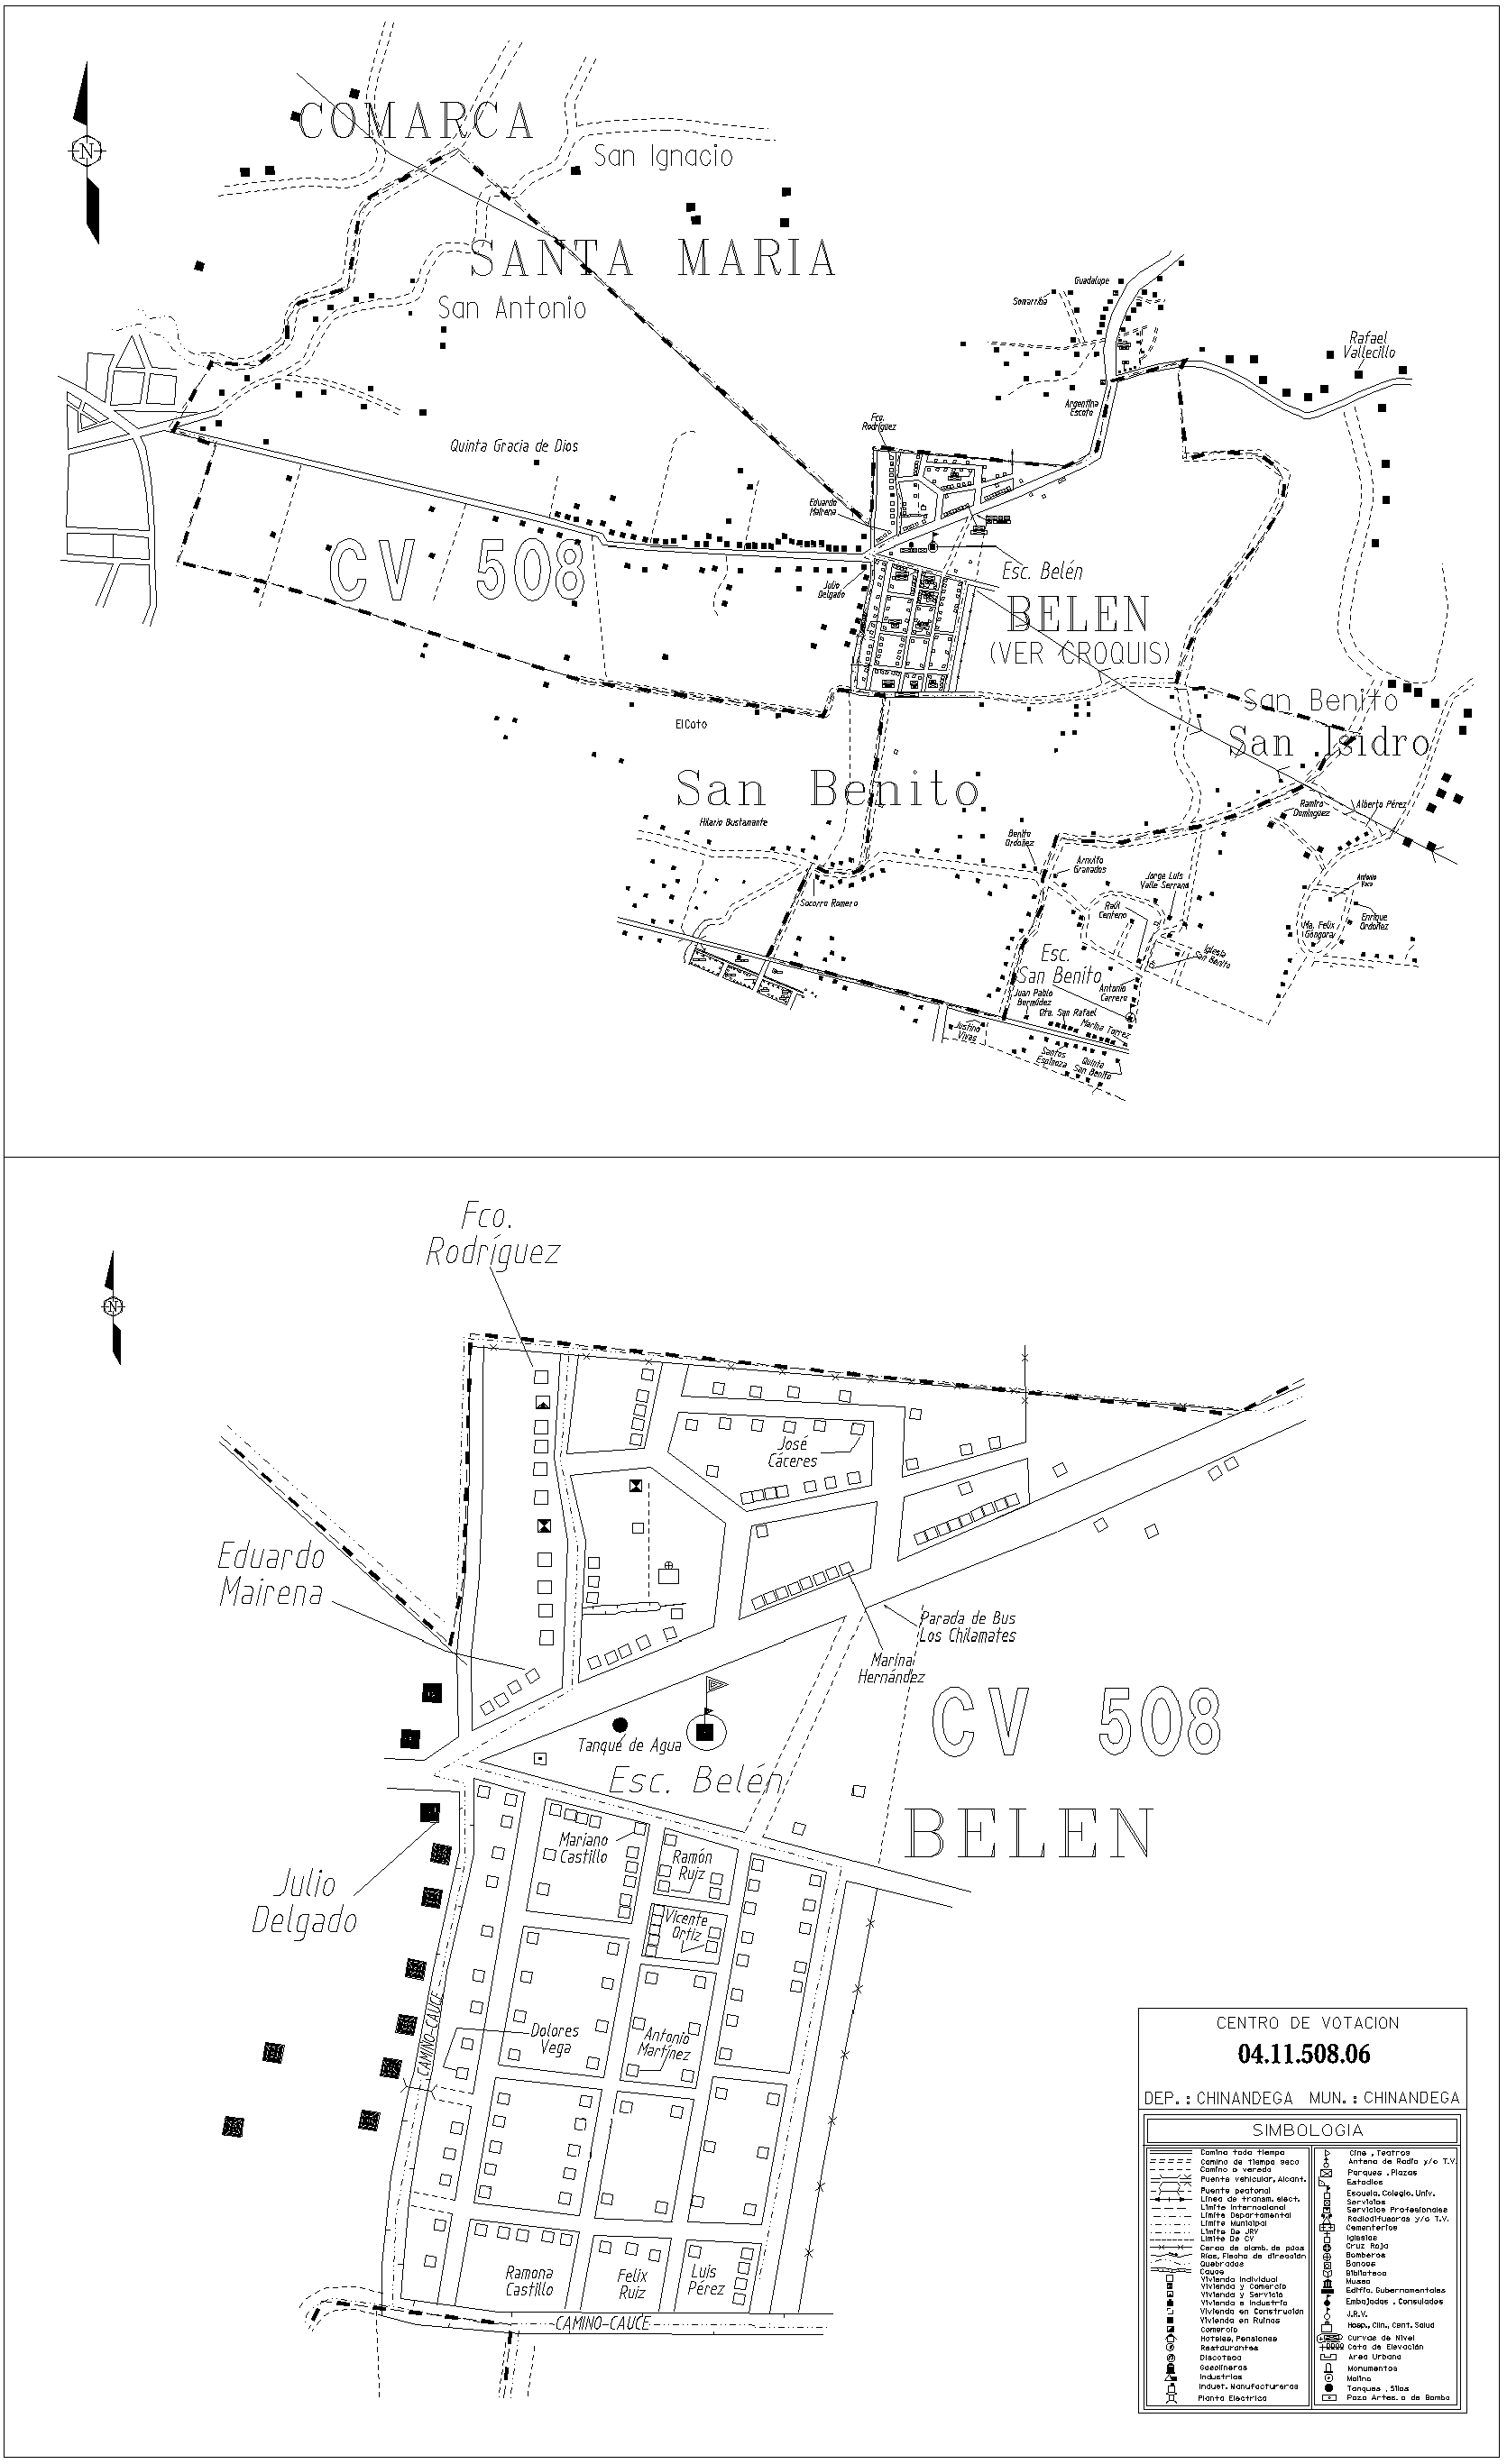 COMARCA
San Ignacio
SANTA MARIA
San Antonio
N
Guadalupe
Somarriba
Rafael
Vallecillo
Argentina
Escoto
Fco.
Rodríguez
Quinta Gracia de Dios
Eduardo
Mairena
CV 508
Esc. Belén
Julio
Delgado
BELEN
(VER CROQUIS)
San Benito
San Isidro
El Coto
San Benito
Hilario Bustamante
Ramiro
Domínguez
Alberto Pérez
Benito
Ordoñez
Arnulfo
Granados
Jorge Luis
Valle Serrano
Antonio
Socorro Romero
Raúl
Centeno
Enrique
Ordoñez
Ma. Felix
Góngora
Iglesia
San Benito
Esc.
San Benito
Antonio
Carrero
Juan Pablo
Bermúdez
Qta. San Rafael
Marina Torrez
Justino
Vivas
Santos
Espinoza
Quinta
San Benito
Fco.
Rodríguez
N
José
Cáceres
Eduardo
Mairena
Parada de Bus
Los Chilamates
Marina
Hernández
CV 508
Tanque de Agua
Esc. Belén
BELEN
Mariano
Castillo
Ramón
Ruiz
Julio
Delgado
Vicente
Ortiz
CAMINO-CAUCE
Dolores
Vega
Antonio
Martínez
Ramona
Castillo
Felix
Ruiz
Luis
Pérez
CAMINO-CAUCE
CENTRO DE VOTACION
04.11.508.06
DEP.: CHINANDEGA MUN.: CHINANDEGA
SIMBOLOGIA
Camino todo tiempo
Camino de tiempo seco
Camino o vereda
Puente vehicular, Alcant.
Puente peatonal
Línea de transm. elect.
Límite Internacional
Límite Departamental
Límite Municipal
Límite De JRV
Límite De CV
Cerca de alamb. de púas
Ríos, Flecha de dirección
Quebradas
Cauce
Vivienda Individual
Vivienda y Comercio
Vivienda y Servicio
Vivienda e Industria
Vivienda en Construción
Vivienda en Ruinas
Comercio
Hoteles, Pensiones
Restaurantes
Discoteca
Gasolineras
Industrias
Indust. Manufactureras
Planta Electrica
Cine, Teatros
Antena de Radio y/o T.V.
Parques, Plazas
Estadios
Escuela, Colegio, Univ.
Servicios
Servicios Profesionales
Radiodifusoras y/o T.V.
Cementerios
Iglesias
Cruz Roja
Bomberos
Bancos
Biblioteca
Museo
Edific. Gubernamentales
Embajadas, Consulados
J.R.V.
Hosp., Clin., Cent. Salud
Curvas de Nivel
Cota de Elevación
Area Urbana
Monumentos
Molino
Tanques, Silos
Pozo Artes. o de Bomba